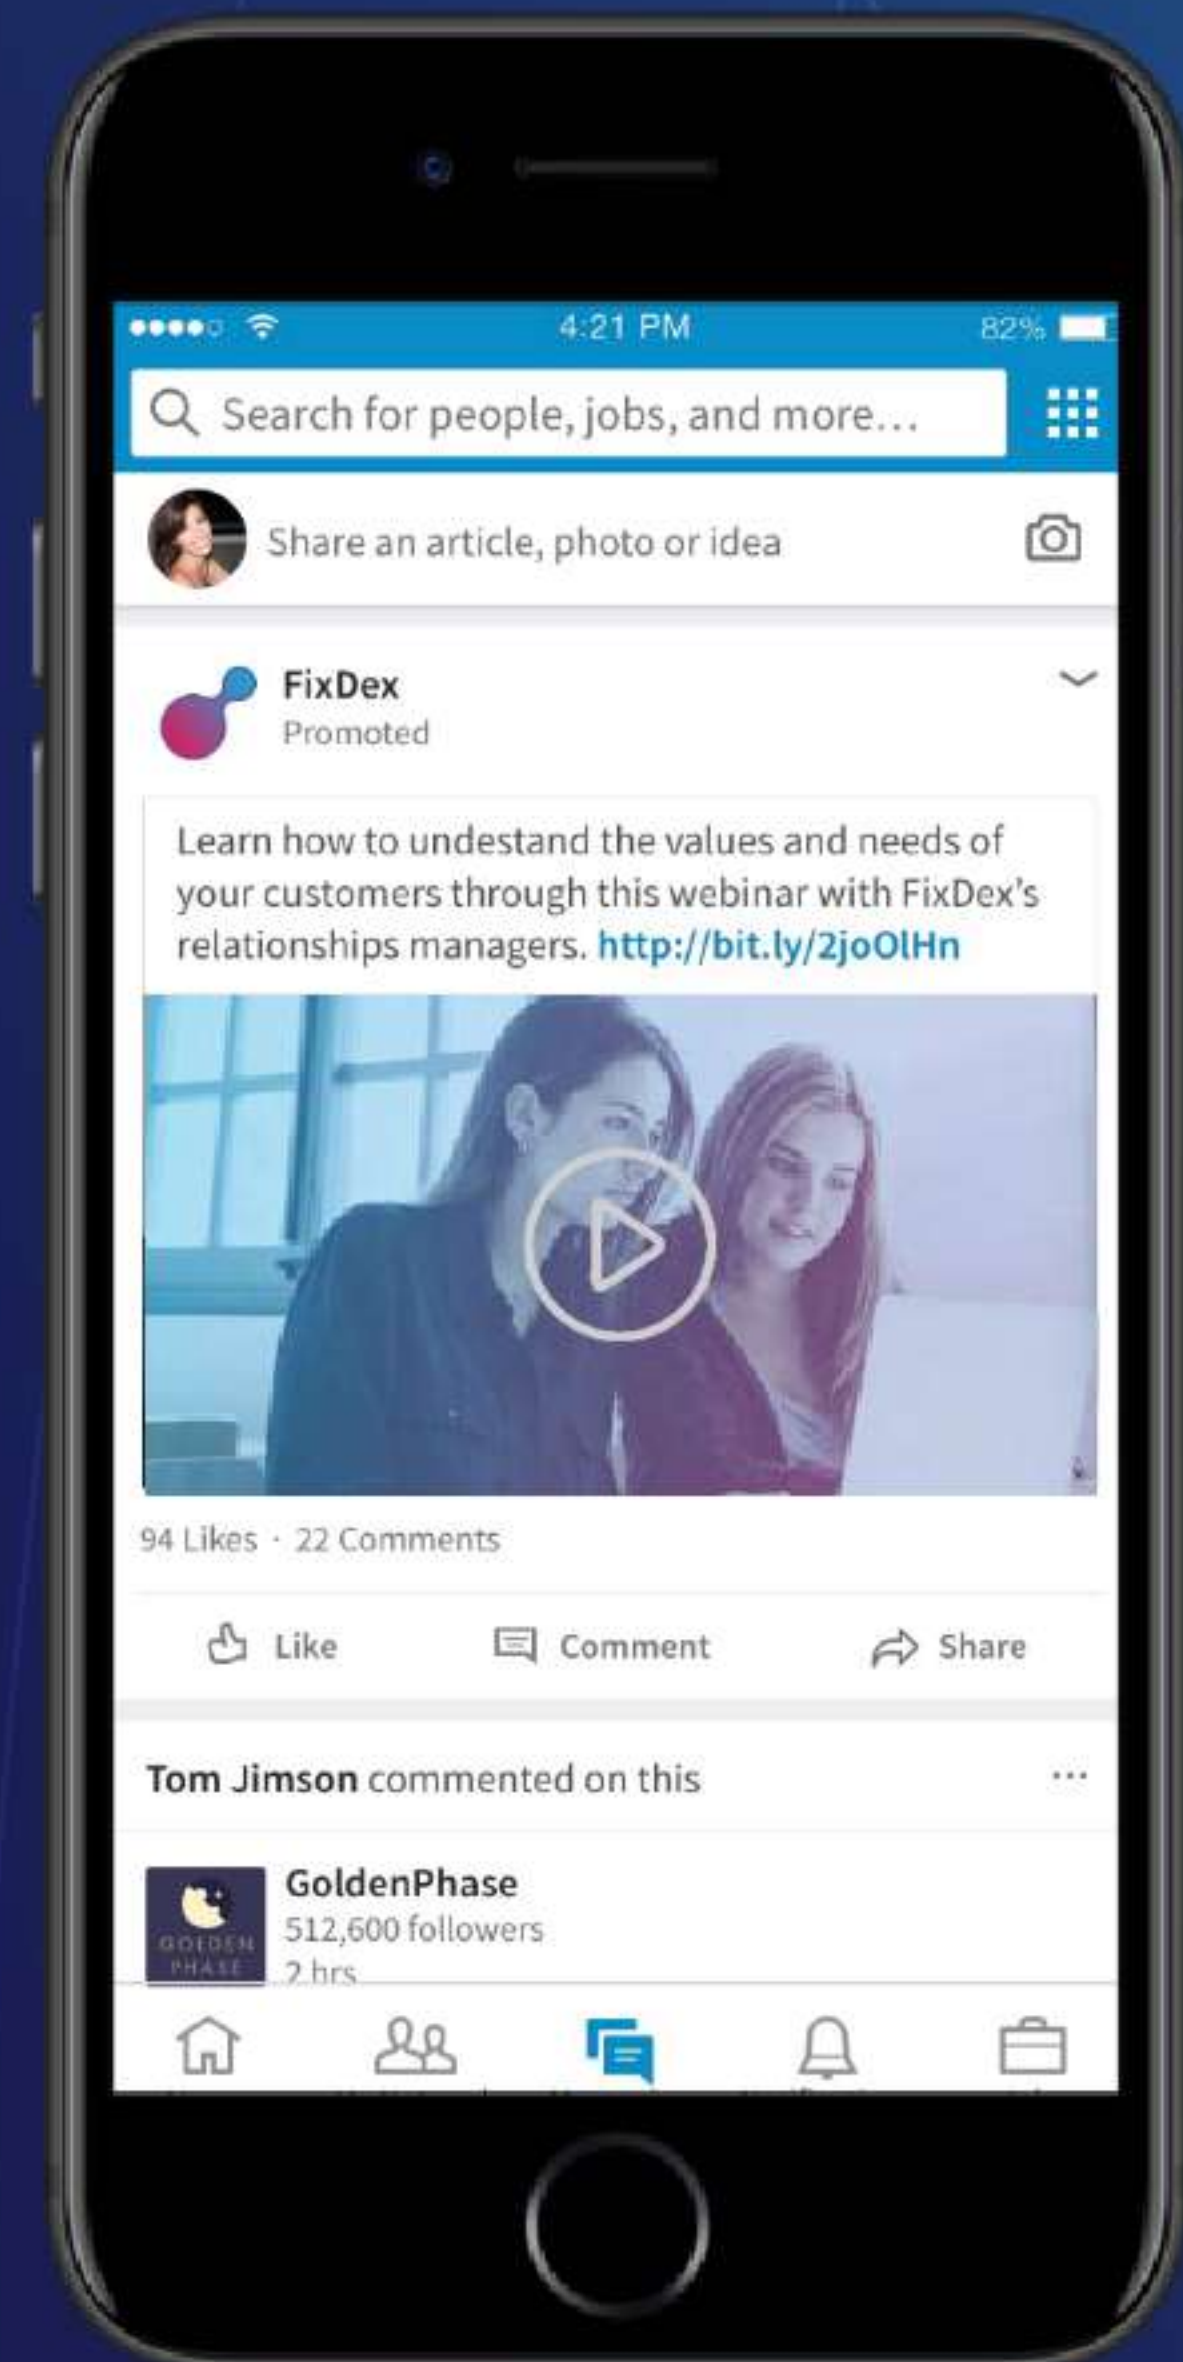 4:21 PM
82%
Search for people, jobs, and more...
Share an article, photo or idea
FixDex
Promoted
Learn how to undestand the values and needs of
your customers through this webinar with FixDex's
relationships managers. http://bit.ly/2joOlHn
94 Likes · 22 Comments
Like
Comment
Share
Tom Jimson commented on this
GoldenPhase
512,600 followers
2 hrs
GOLDEN
PHASE